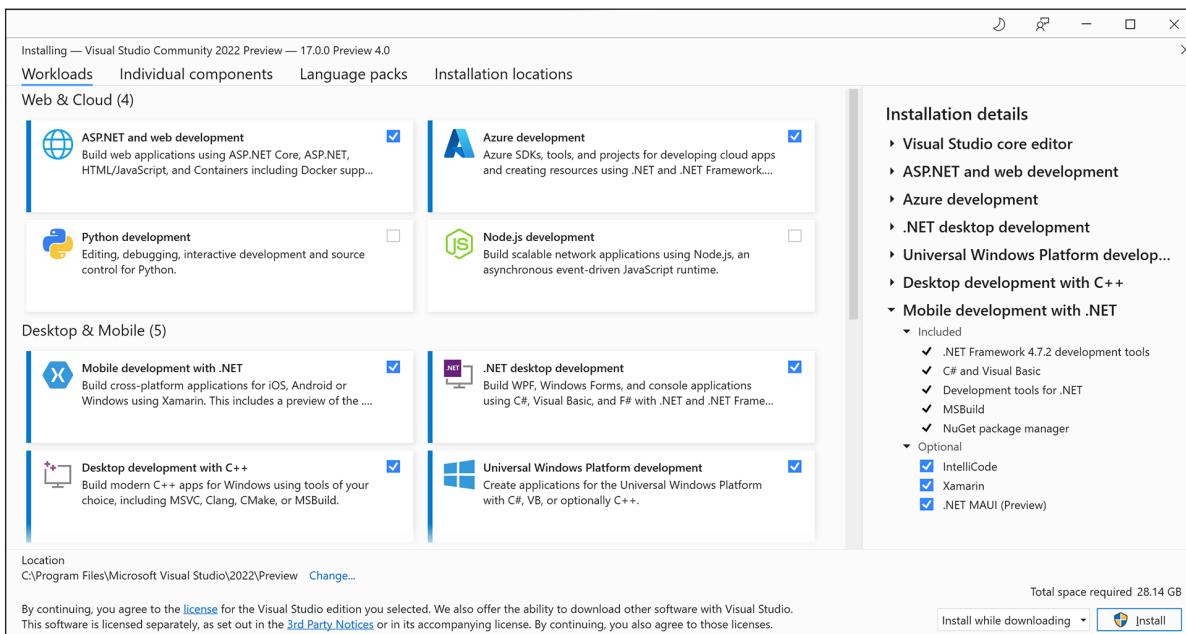 Installing — Visual Studio Community 2022 Preview — 17.0.0 Preview 4.0
Workloads
Individual components
Language packs
Installation locations
Web & Cloud (4)
ASP.NET and web development
Build web applications using ASP.NET Core, ASP.NET,
HTML/JavaScript, and Containers including Docker supp...
Azure development
Azure SDKs, tools, and projects for developing cloud apps
and creating resources using .NET and .NET Framework....
Python development
Editing, debugging, interactive development and source
control for Python.
Node.js development
Build scalable network applications using Node.js, an
asynchronous event-driven JavaScript runtime.
Desktop & Mobile (5)
Mobile development with .NET
Build cross-platform applications for iOS, Android or
Windows using Xamarin. This includes a preview of the ....
.NET
.NET desktop development
Build WPF, Windows Forms, and console applications
using C#, Visual Basic, and F# with .NET and .NET Frame...
Desktop development with C++
Build modern C++ apps for Windows using tools of your
choice, including MSVC, Clang, CMake, or MSBuild.
Universal Windows Platform development
Create applications for the Universal Windows Platform
with C#, VB, or optionally C++.
Installation details
Visual Studio core editor
ASP.NET and web development
Azure development
.NET desktop development
Universal Windows Platform develop...
Desktop development with C++
Mobile development with .NET
Included
.NET Framework 4.7.2 development tools
C# and Visual Basic
Development tools for .NET
MSBuild
NuGet package manager
Optional
IntelliCode
Xamarin
.NET MAUI (Preview)
Location
C:\Program Files\Microsoft Visual Studio\2022\Preview Change...
By continuing, you agree to the license for the Visual Studio edition you selected. We also offer the ability to download other software with Visual Studio.
This software is licensed separately, as set out in the 3rd Party Notices or in its accompanying license. By continuing, you also agree to those licenses.
Total space required 28.14 GB
Install while downloading
Install